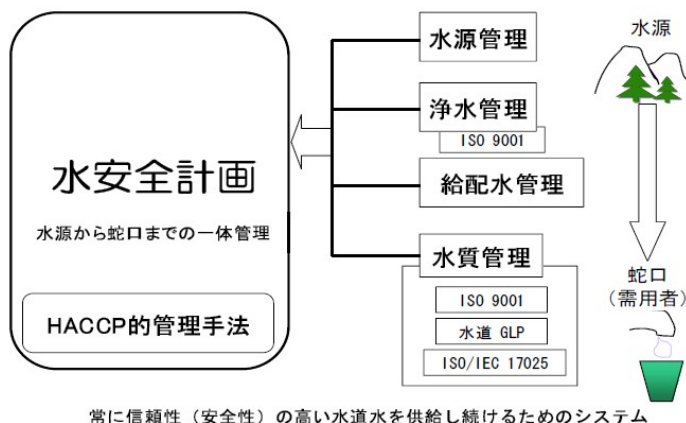 水安全計画
水源から蛇口までの一体管理
HACCP的管理手法
水源管理
浄水管理
ISO 9001
給配水管理
水質管理
ISO 9001
水道 GLP
ISO/IEC 17025
水源
蛇口
（需用者）
常に信頼性（安全性）の高い水道水を供給し続けるためのシステム